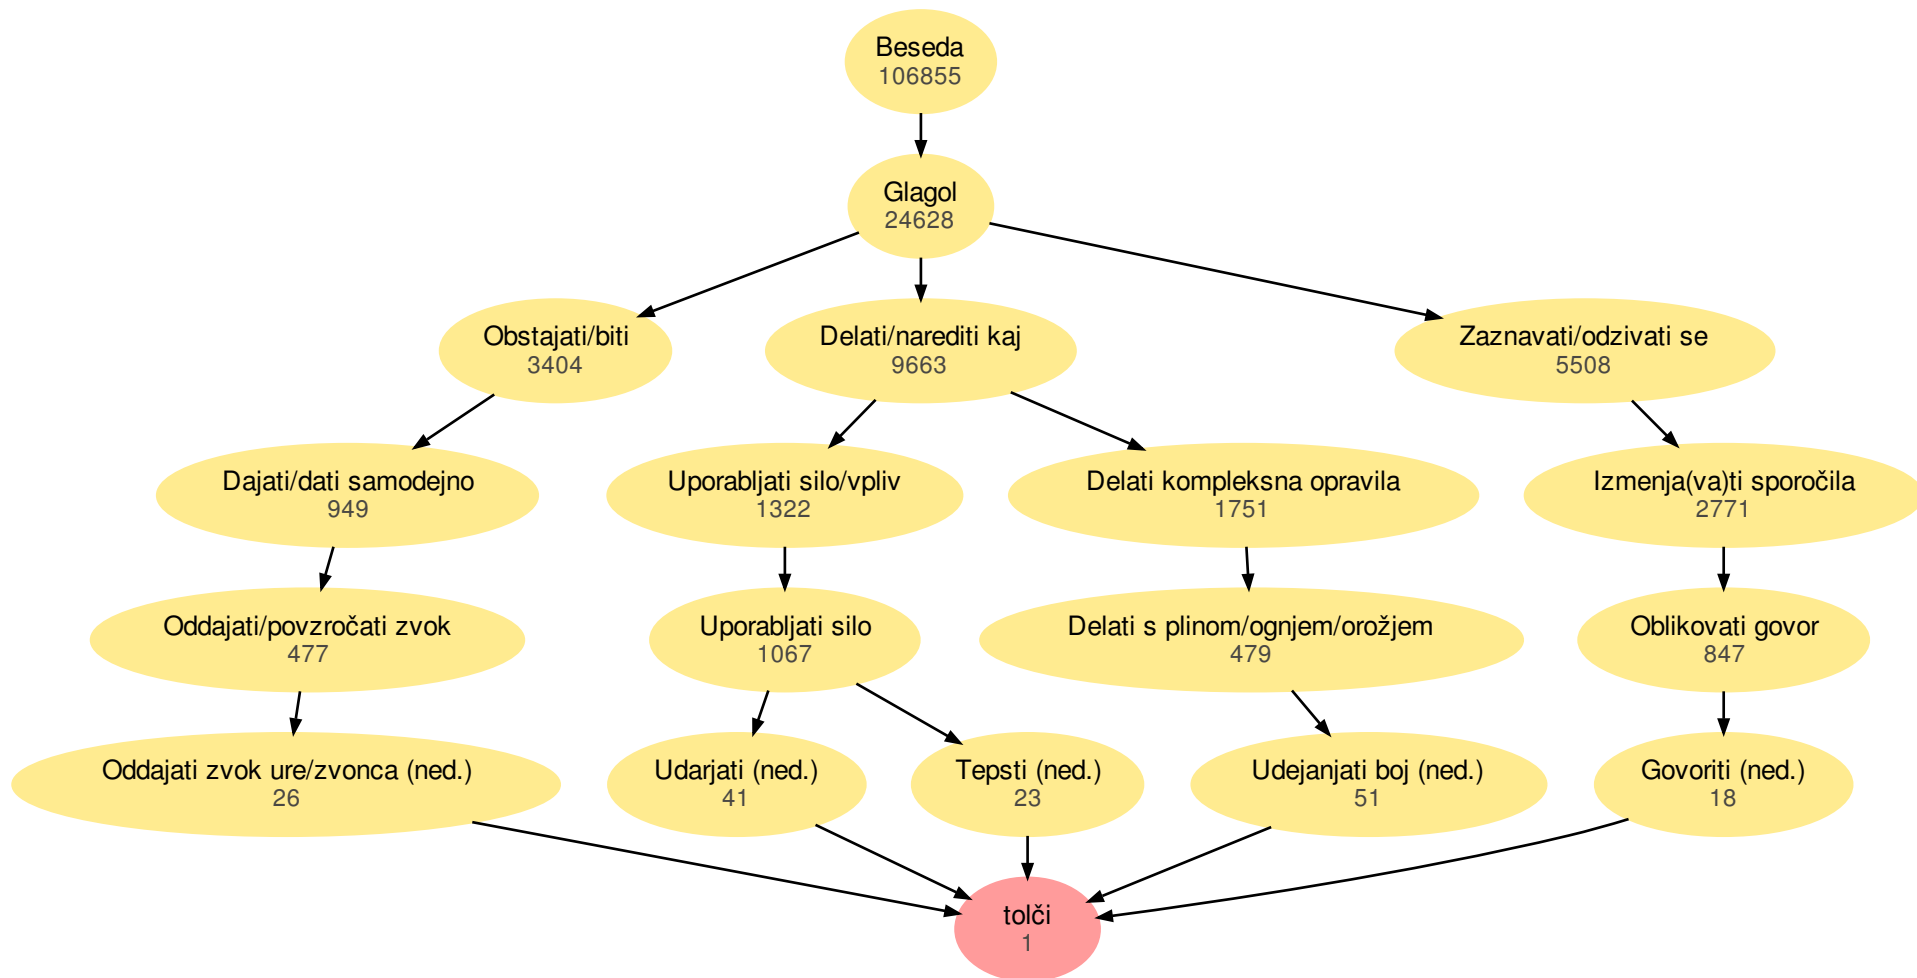 Beseda
106855
Glagol
24628
Obstajati/biti
3404
Delati/narediti kaj
9663
Zaznavati/odzivati se
5508
Dajati/dati samodejno
949
Uporabljati silo/vpliv
1322
Delati kompleksna opravila
1751
Izmenja(va)ti sporočila
2771
Oddajati/povzročati zvok
477
Uporabljati silo
1067
Delati s plinom/ognjem/orožjem
479
Oblikovati govor
847
Oddajati zvok ure/zvonca (ned.)
26
Udarjati (ned.)
41
Tepsti (ned.)
23
Udejanjati boj (ned.)
51
Govoriti (ned.)
18
tolči
1